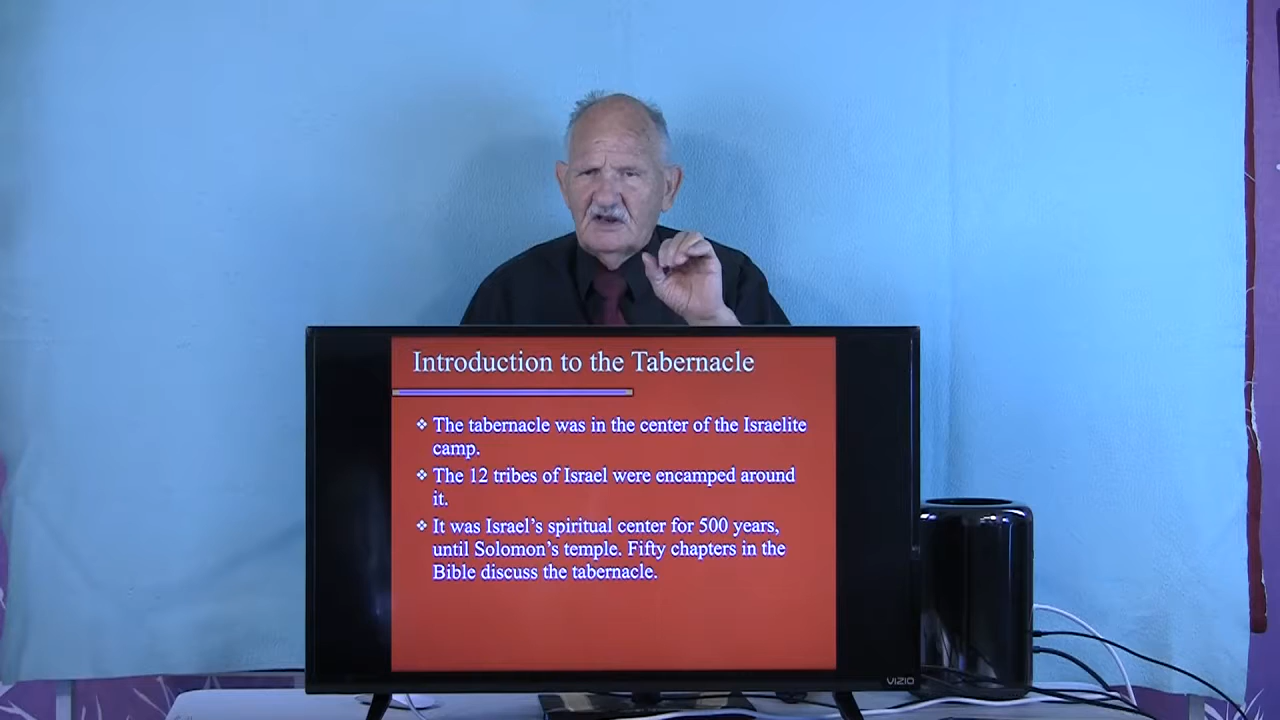 Introduction to the Tabernacle
❖ The tabernacle was in the center of the Israelite
camp.
❖ The 12 tribes of Israel were encamped around
it.
❖ It was Israel's spiritual center for 500 years,
until Solomon's temple. Fifty chapters in the
Bible discuss the tabernacle.
VIZIO